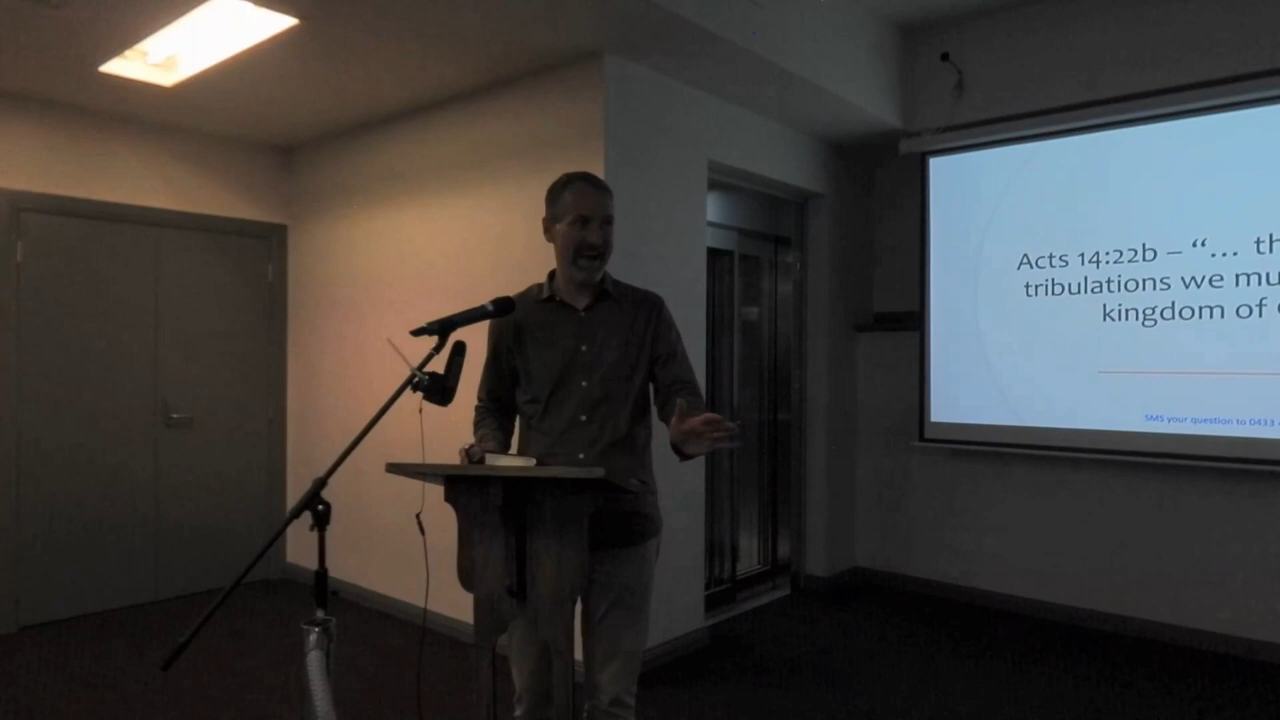 Acts 14:22b – “… th
tribulations we mu
kingdom of
SMS your question to 0433